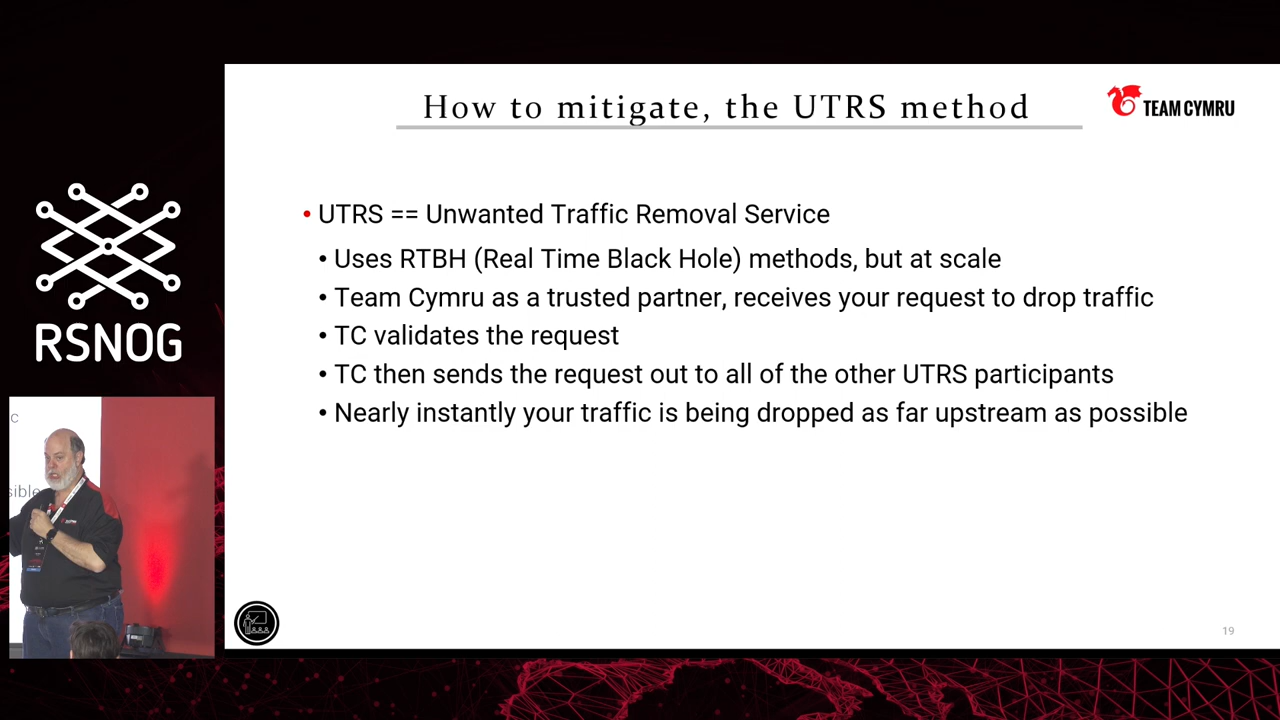 How to mitigate, the UTRS method
TEAM CYMRU
• UTRS == Unwanted Traffic Removal Service
• Uses RTBH (Real Time Black Hole) methods, but at scale
• Team Cymru as a trusted partner, receives your request to drop traffic
• TC validates the request
• TC then sends the request out to all of the other UTRS participants
• Nearly instantly your traffic is being dropped as far upstream as possible
RSNOG
c
sible
19